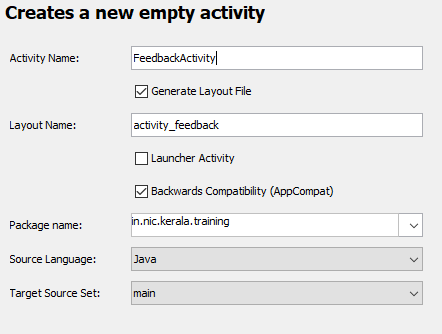 Creates a new empty activity
Activity Name: FeedbackActivity
Generate Layout File
Layout Name: activity_feedback
Launcher Activity
Backwards Compatibility (AppCompat)
Package name: in.nic.kerala.training
Source Language: Java
Target Source Set: main